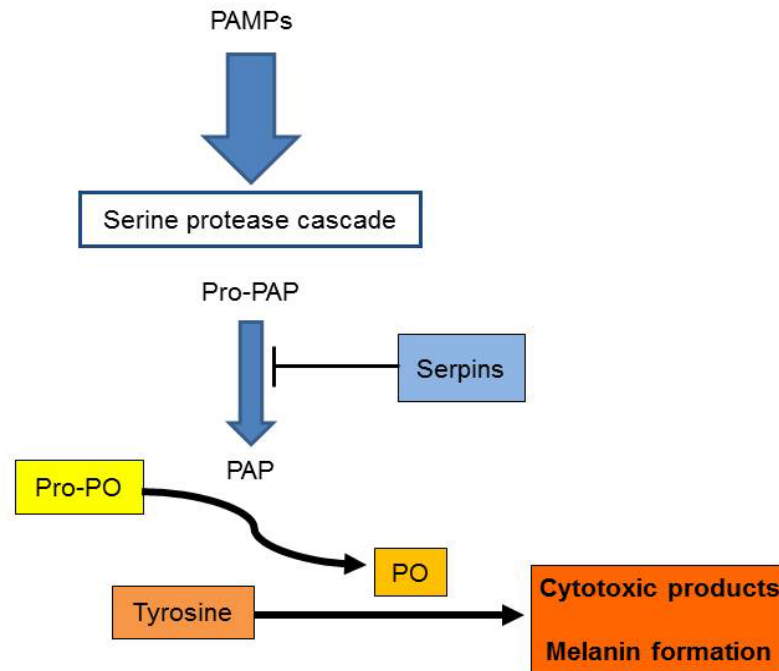 PAMPs
Serine protease cascade
Pro-PAP
Serpins
PAP
Pro-PO
PO
Tyrosine
Cytotoxic products
Melanin formation